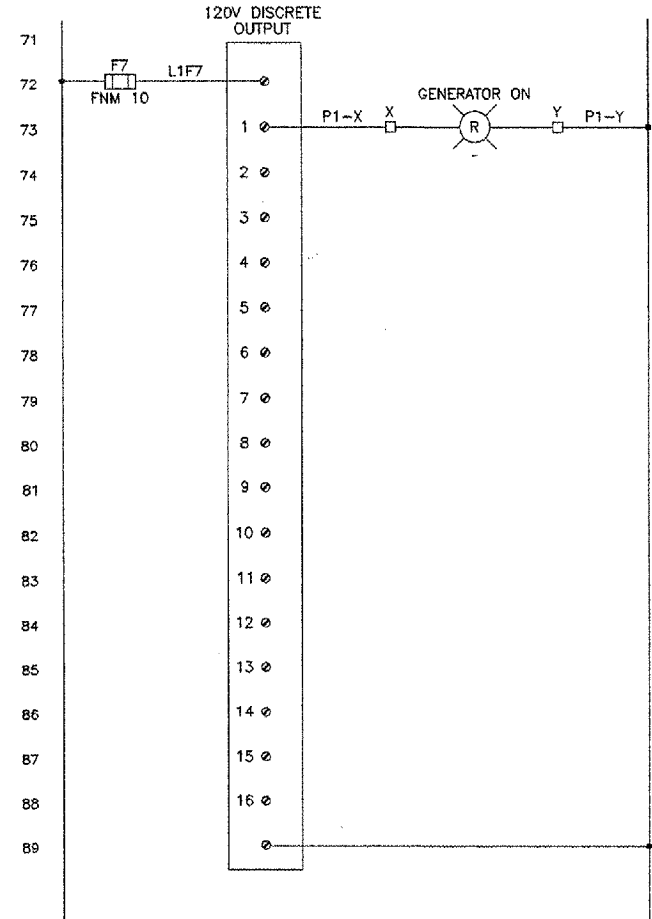 120V DISCRETE
OUTPUT
71
72 F7 L1F7
FNM 10
GENERATOR ON
73 1 P1-X X R Y P1-Y
74 2
75 3
76 4
77 5
78 6
79 7
80 8
81 9
82 10
83 11
84 12
85 13
86 14
87 15
88 16
89